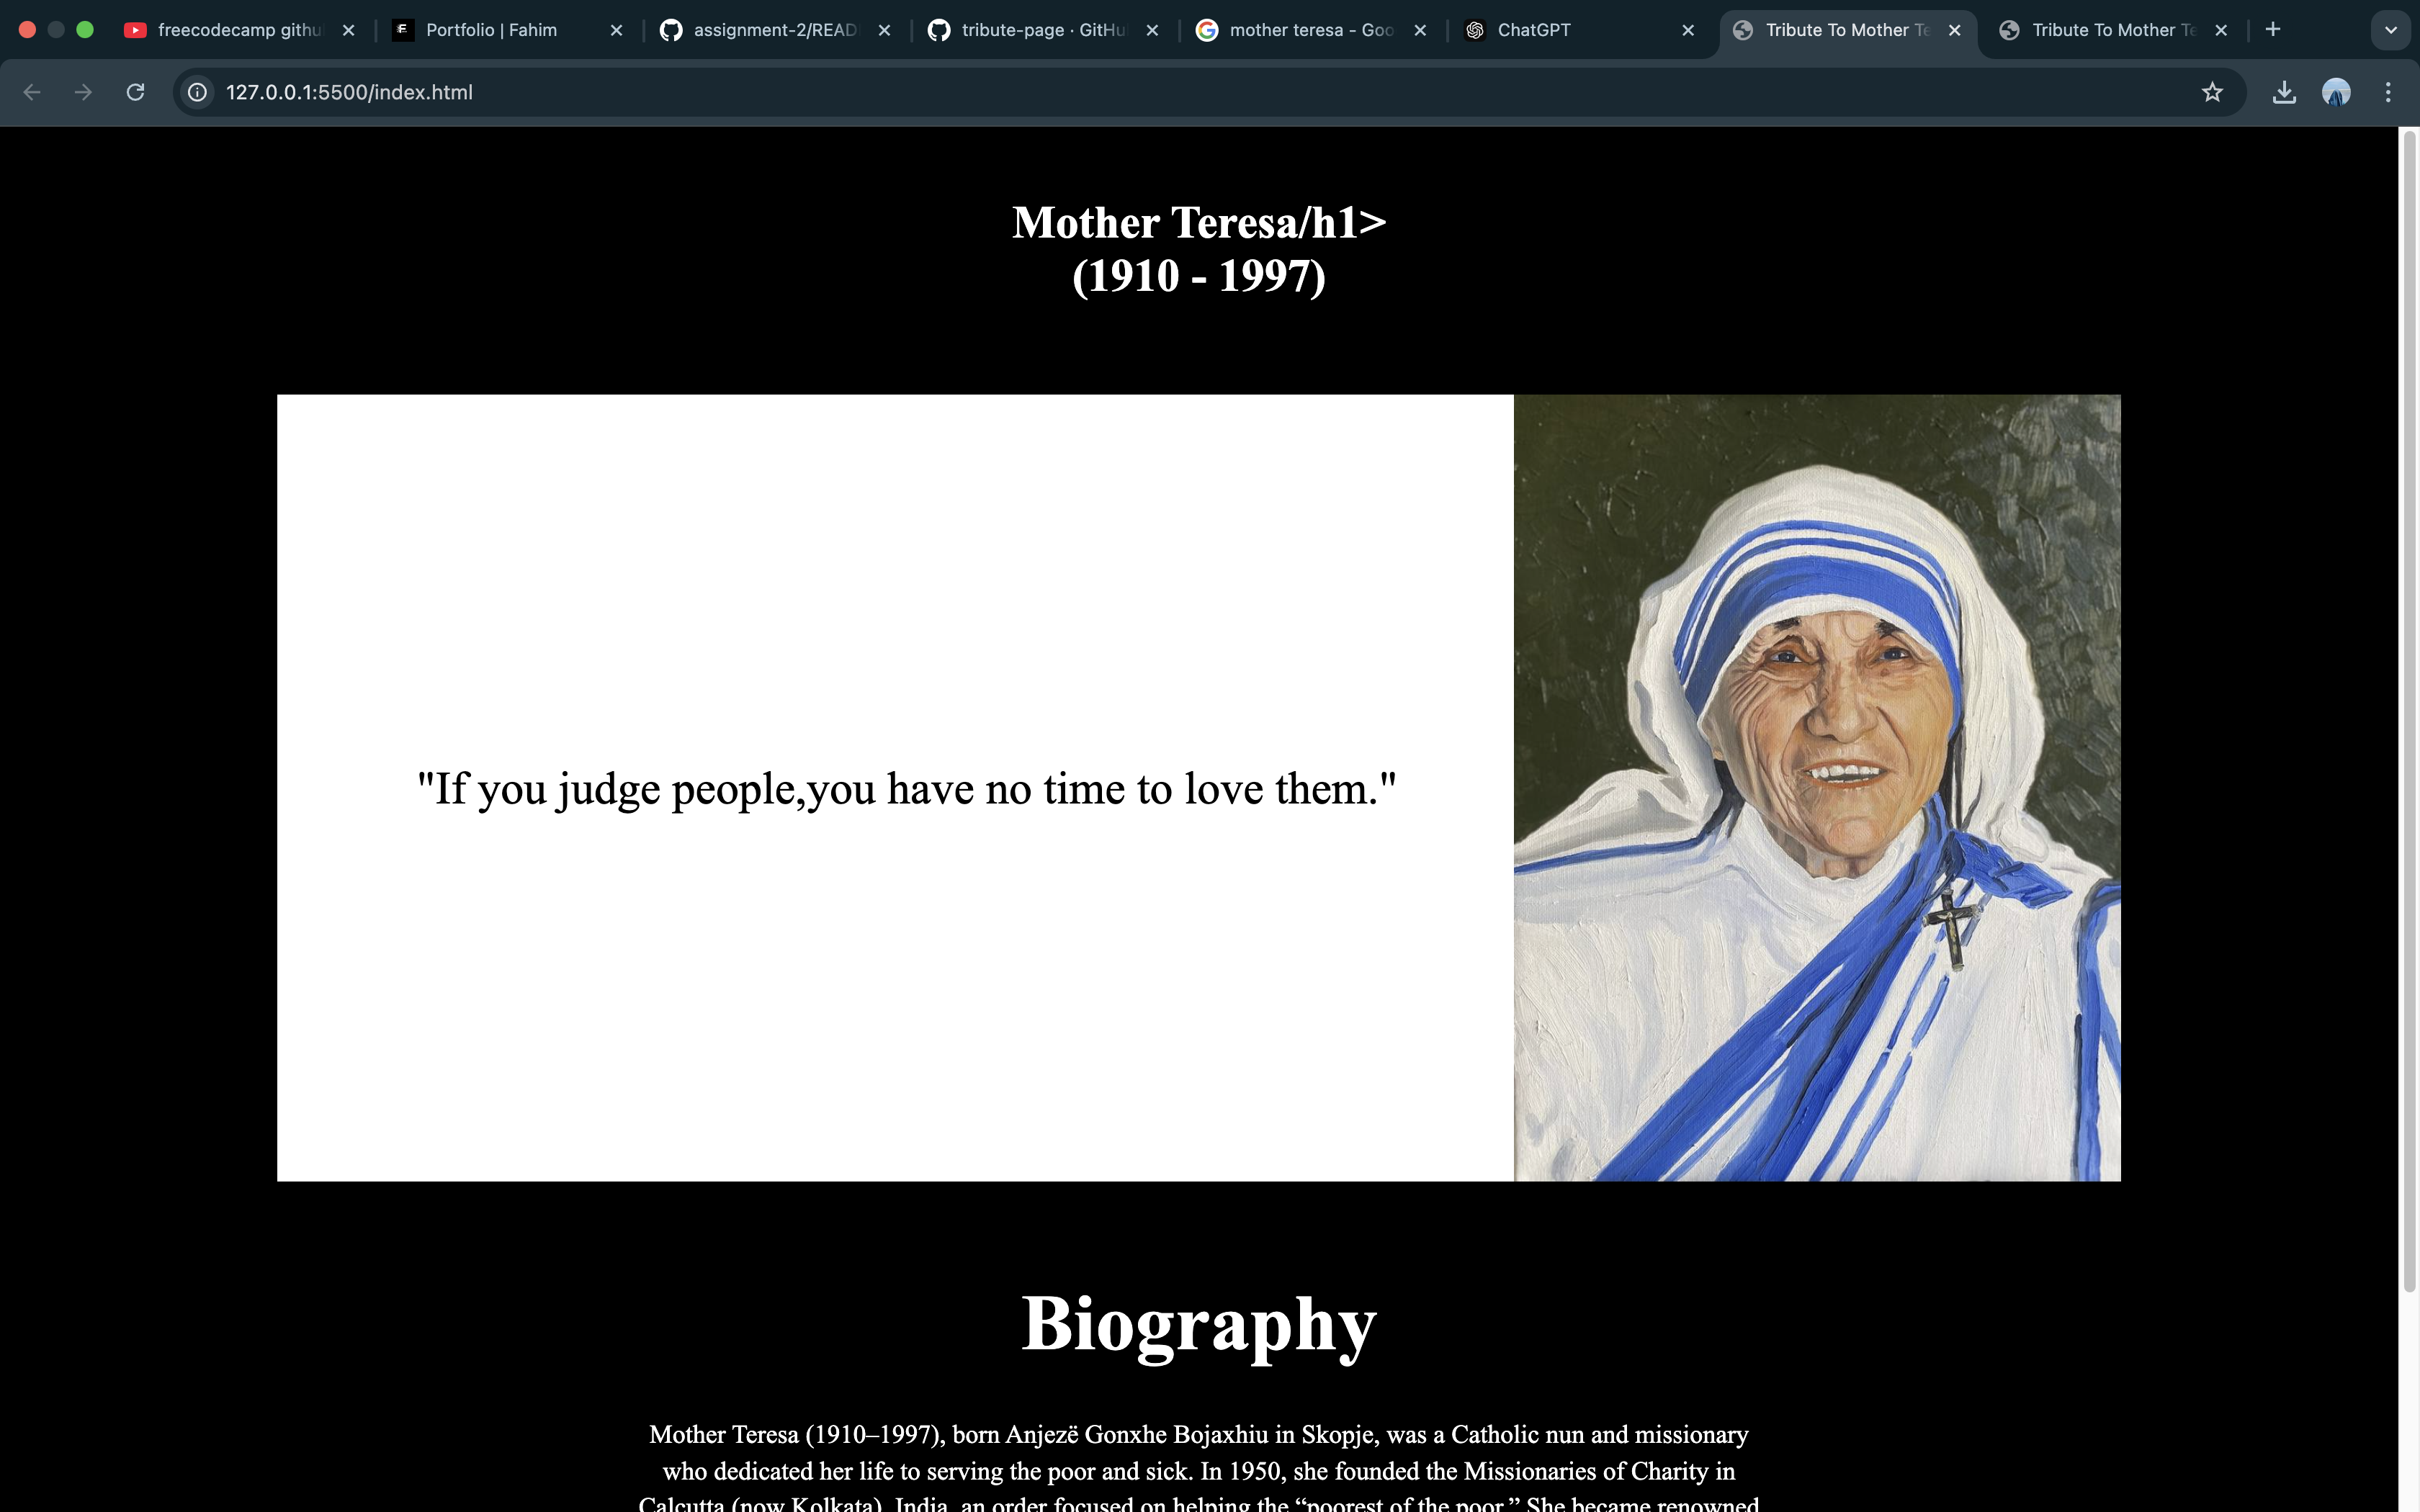 freecodecamp githu
Portfolio | Fahim
assignment-2/READ
tribute-page · GitHu
mother teresa - Goo
ChatGPT
Tribute To Mother Te
Tribute To Mother Te
127.0.0.1:5500/index.html
Mother Teresa/h1>
(1910 - 1997)
"If you judge people,you have no time to love them."
Biography
Mother Teresa (1910–1997), born Anjezë Gonxhe Bojaxhiu in Skopje, was a Catholic nun and missionary
who dedicated her life to serving the poor and sick. In 1950, she founded the Missionaries of Charity in
Calcutta (now Kolkata), India, an order focused on helping the “poorest of the poor.” She became renowned